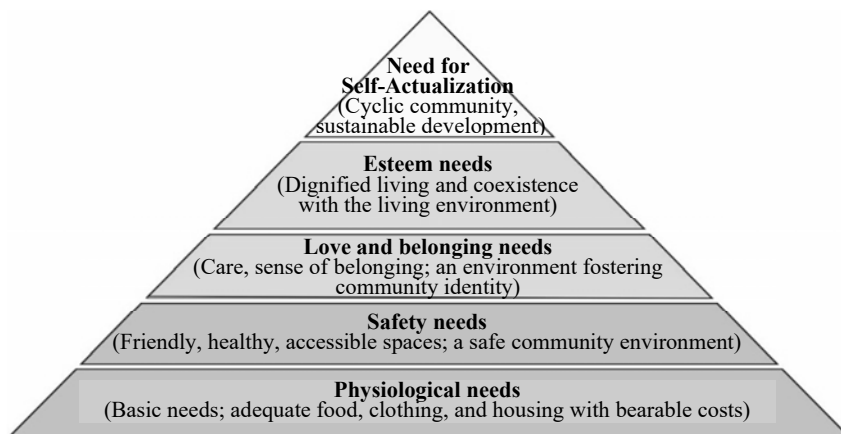 Need for
Self-Actualization
(Cyclic community,
sustainable development)
Esteem needs
(Dignified living and coexistence
with the living environment)
Love and belonging needs
(Care, sense of belonging; an environment fostering
community identity)
Safety needs
(Friendly, healthy, accessible spaces; a safe community environment)
Physiological needs
(Basic needs; adequate food, clothing, and housing with bearable costs)